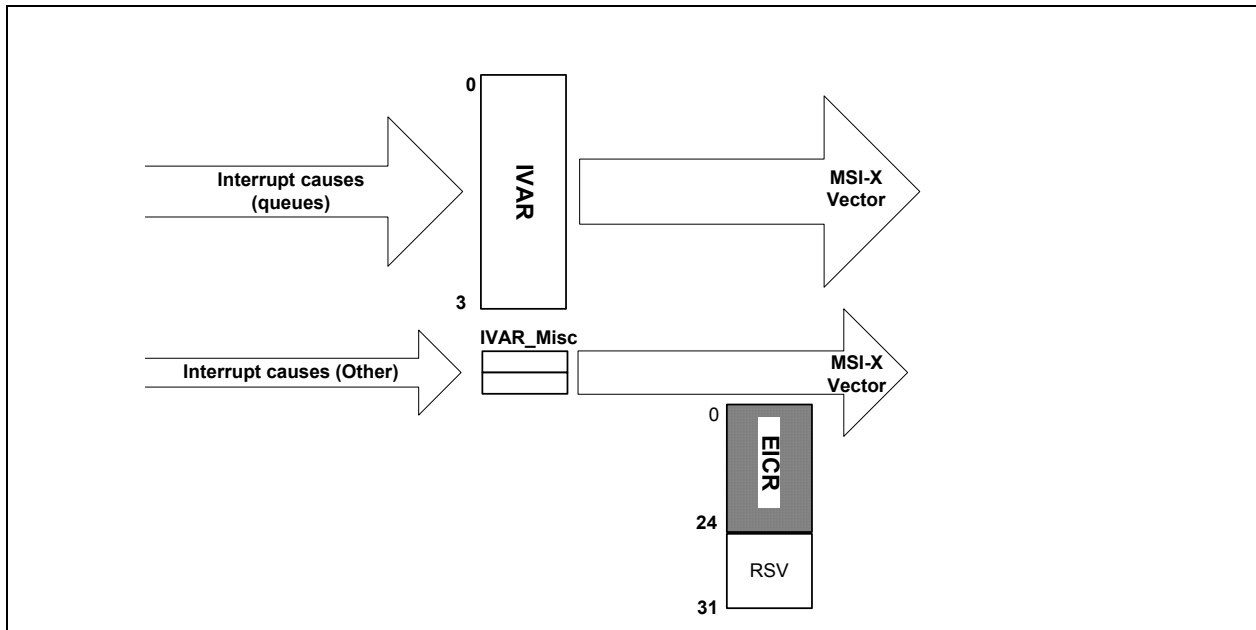 0
Interrupt causes
(queues)
IVAR
MSI-X
Vector
3
IVAR_Misc
Interrupt causes (Other)
MSI-X
Vector
0
EICR
24
RSV
31